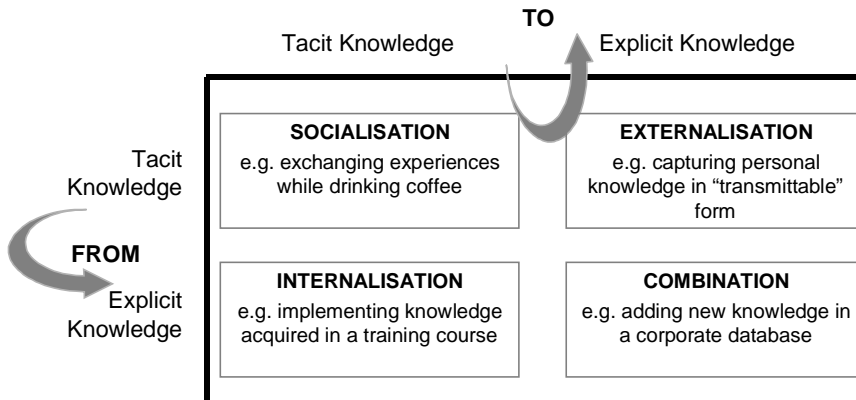 TO
Tacit Knowledge
Explicit Knowledge
SOCIALISATION
e.g. exchanging experiences
while drinking coffee
EXTERNALISATION
e.g. capturing personal
knowledge in “transmittable”
form
Tacit
Knowledge
FROM
Explicit
Knowledge
INTERNALISATION
e.g. implementing knowledge
acquired in a training course
COMBINATION
e.g. adding new knowledge in
a corporate database